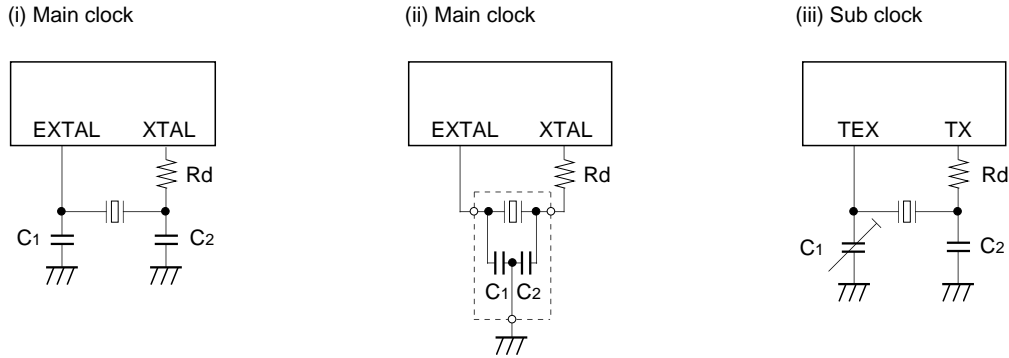 (i) Main clock
(ii) Main clock
(iii) Sub clock
EXTAL XTAL
EXTAL XTAL
TEX TX
Rd
Rd
Rd
C1
C2
C1 C2
C1
C2